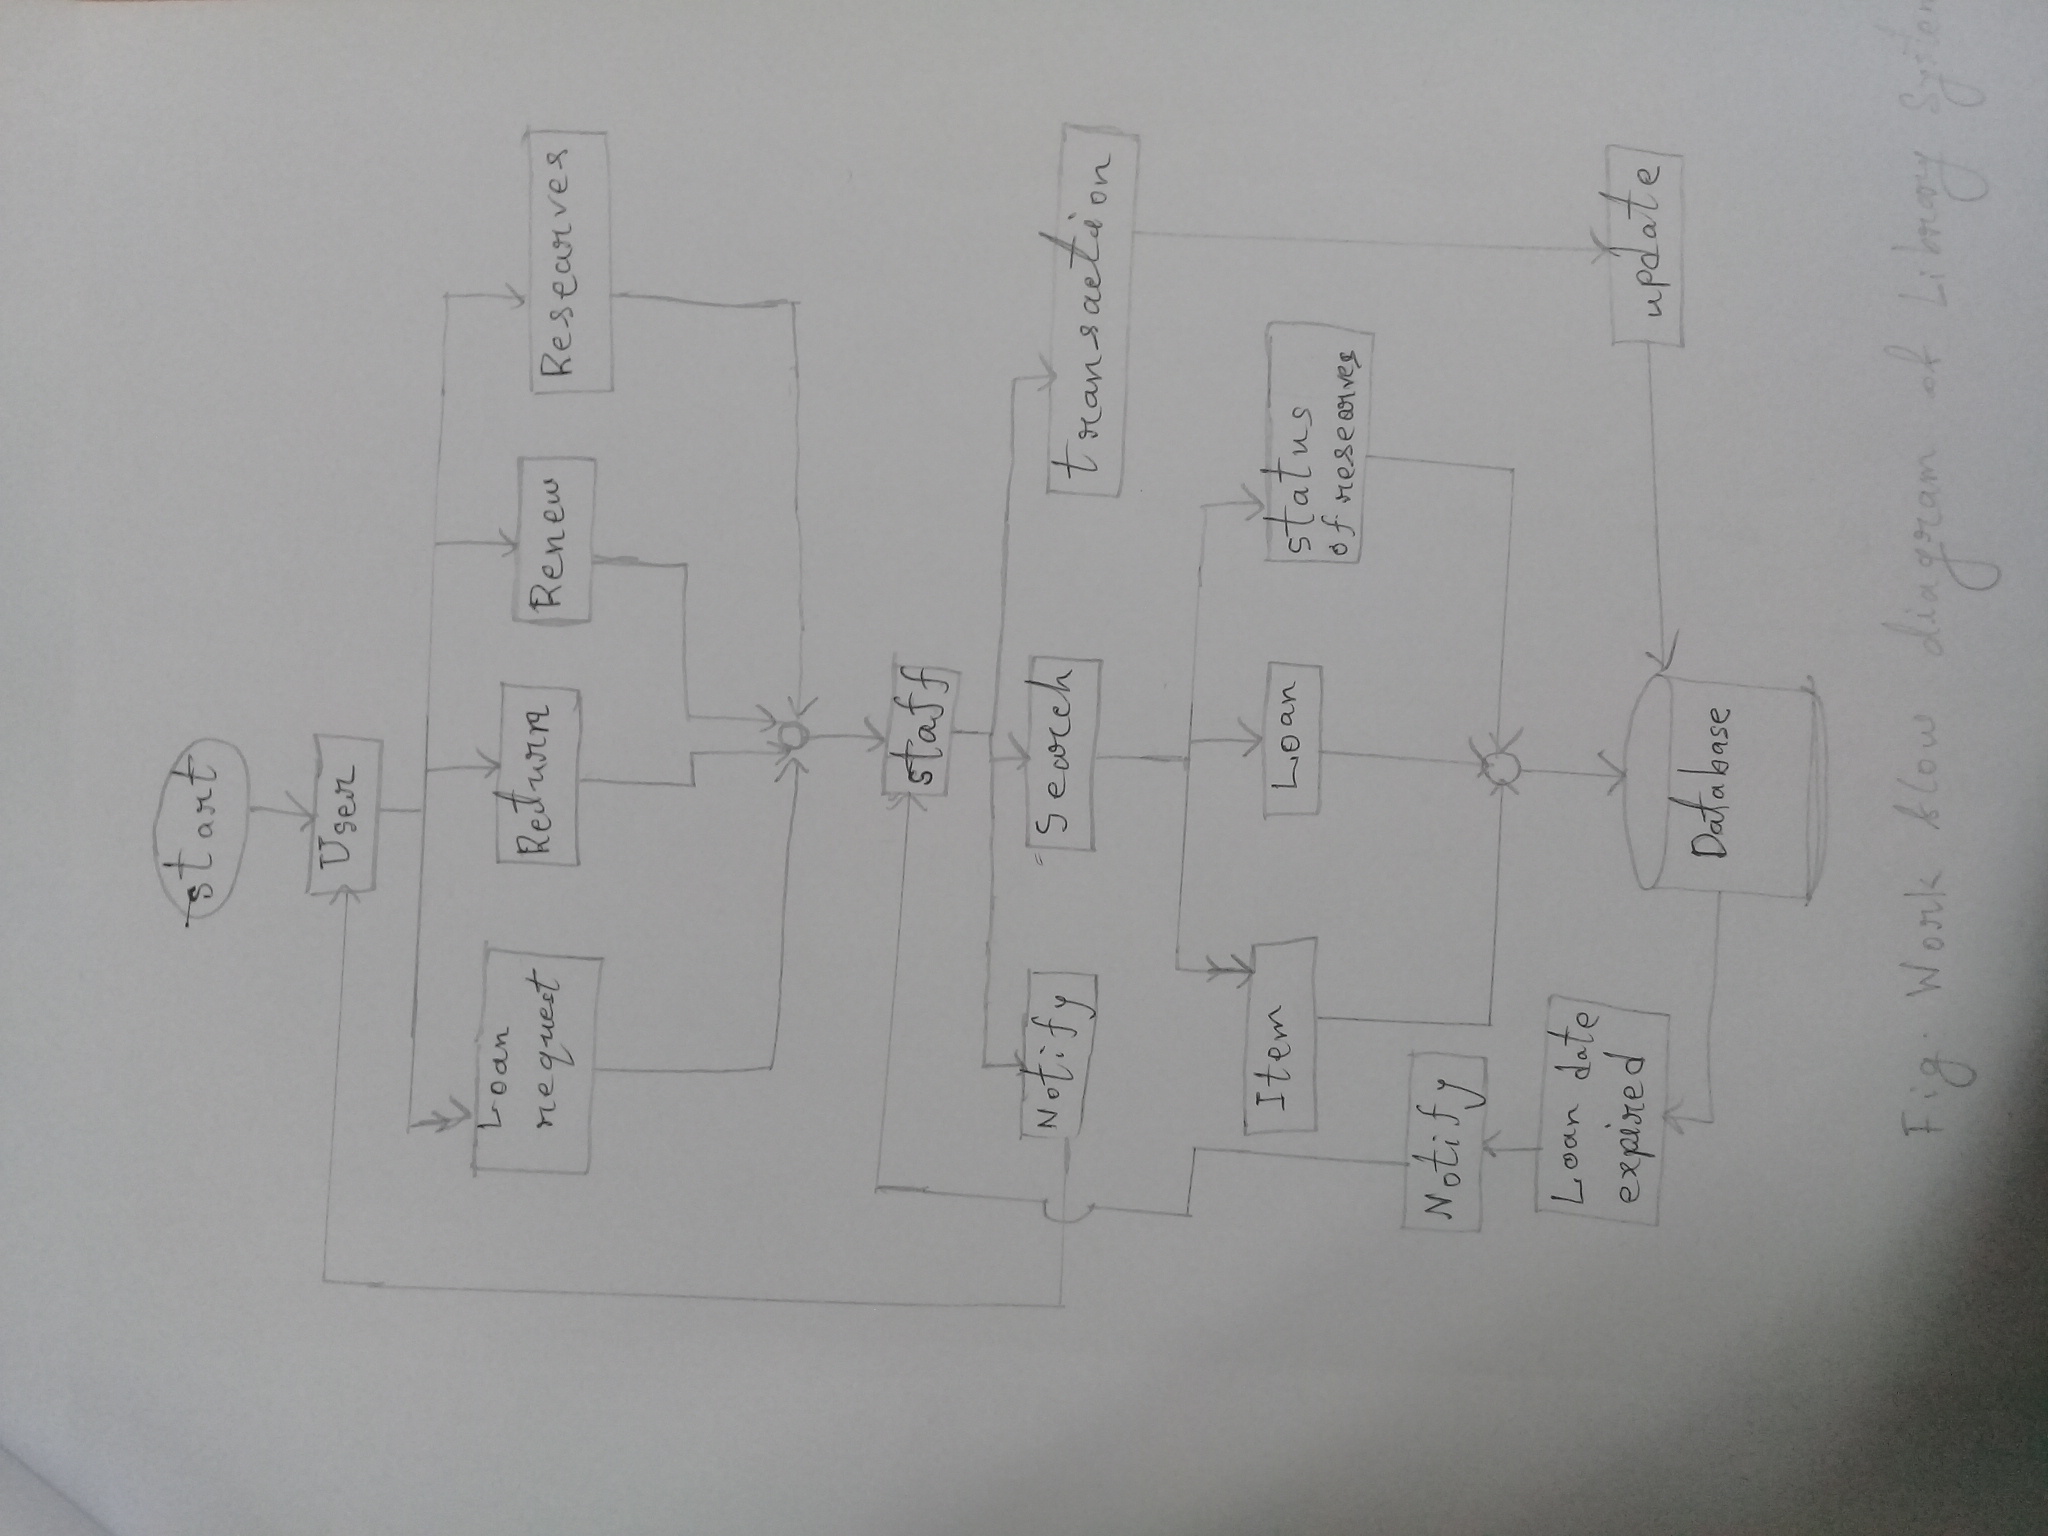 start
User
Loan
request
Return
Renew
Researves
staff
Notify
Search
transaction
Item
Loan
status
of researves
Notify
Loan date
expired
update
Database
Fig. Work flow diagram of Library System